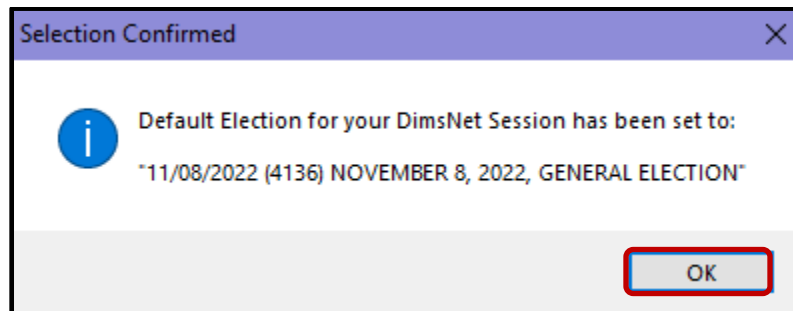 Selection Confirmed
Default Election for your DimsNet Session has been set to:
"11/08/2022 (4136) NOVEMBER 8, 2022, GENERAL ELECTION"
OK